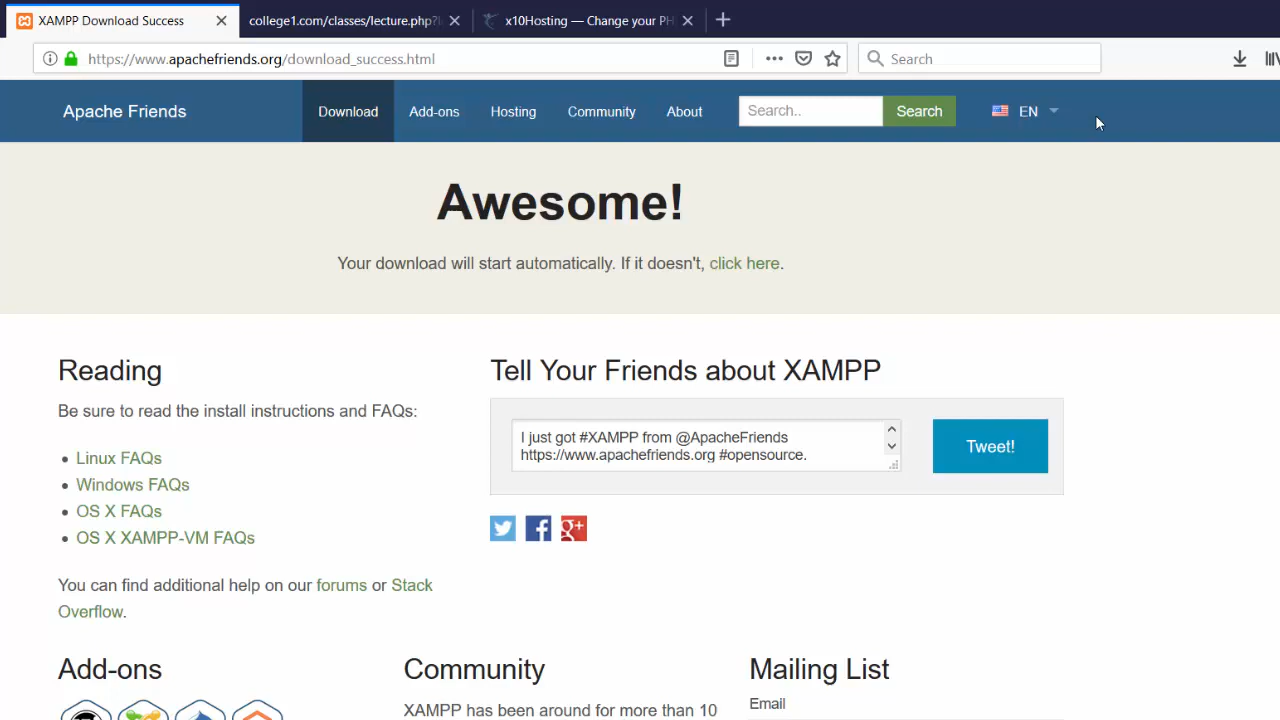 XAMPP Download Success
college1.com/classes/lecture.php?
x10Hosting — Change your PH
https://www.apachefriends.org/download_success.html
Search
Apache Friends
Download
Add-ons
Hosting
Community
About
Search..
Search
EN
Awesome!
Your download will start automatically. If it doesn't, click here.
Reading
Be sure to read the install instructions and FAQs:
Linux FAQs
Windows FAQs
OS X FAQs
OS X XAMPP-VM FAQs
You can find additional help on our forums or Stack
Overflow.
Tell Your Friends about XAMPP
I just got #XAMPP from @ApacheFriends
https://www.apachefriends.org #opensource.
Tweet!
g+
Add-ons
Community
XAMPP has been around for more than 10
Mailing List
Email